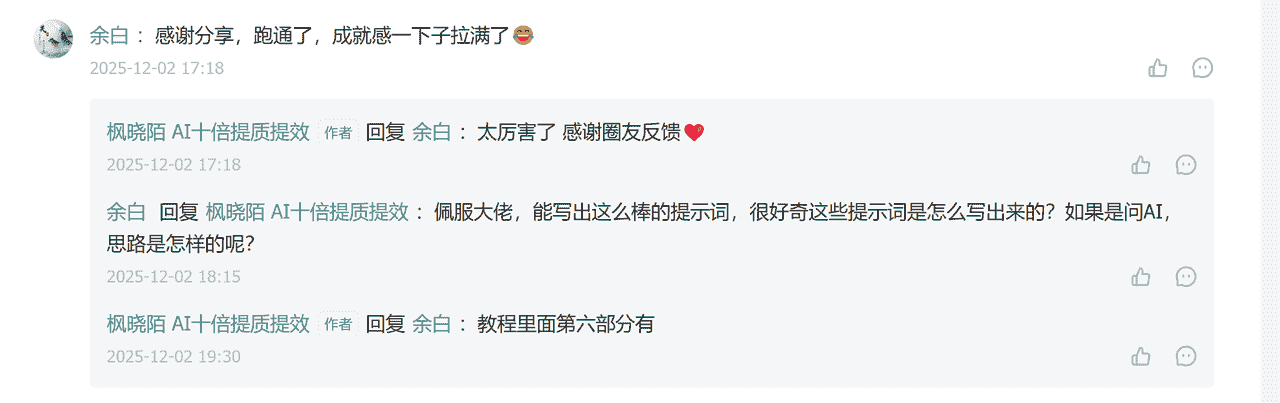 余白 : 感谢分享，跑通了，成就感一下子拉满了😂
2025-12-02 17:18
枫晓陌 AI十倍提质提效 作者 回复 余白 : 太厉害了 感谢圈友反馈❤️
2025-12-02 17:18
余白 回复 枫晓陌 AI十倍提质提效 : 佩服大佬，能写出这么棒的提示词，很好奇这些提示词是怎么写出来的？如果是问AI，
思路是怎样的呢？
2025-12-02 18:15
枫晓陌 AI十倍提质提效 作者 回复 余白 : 教程里面第六部分有
2025-12-02 19:30